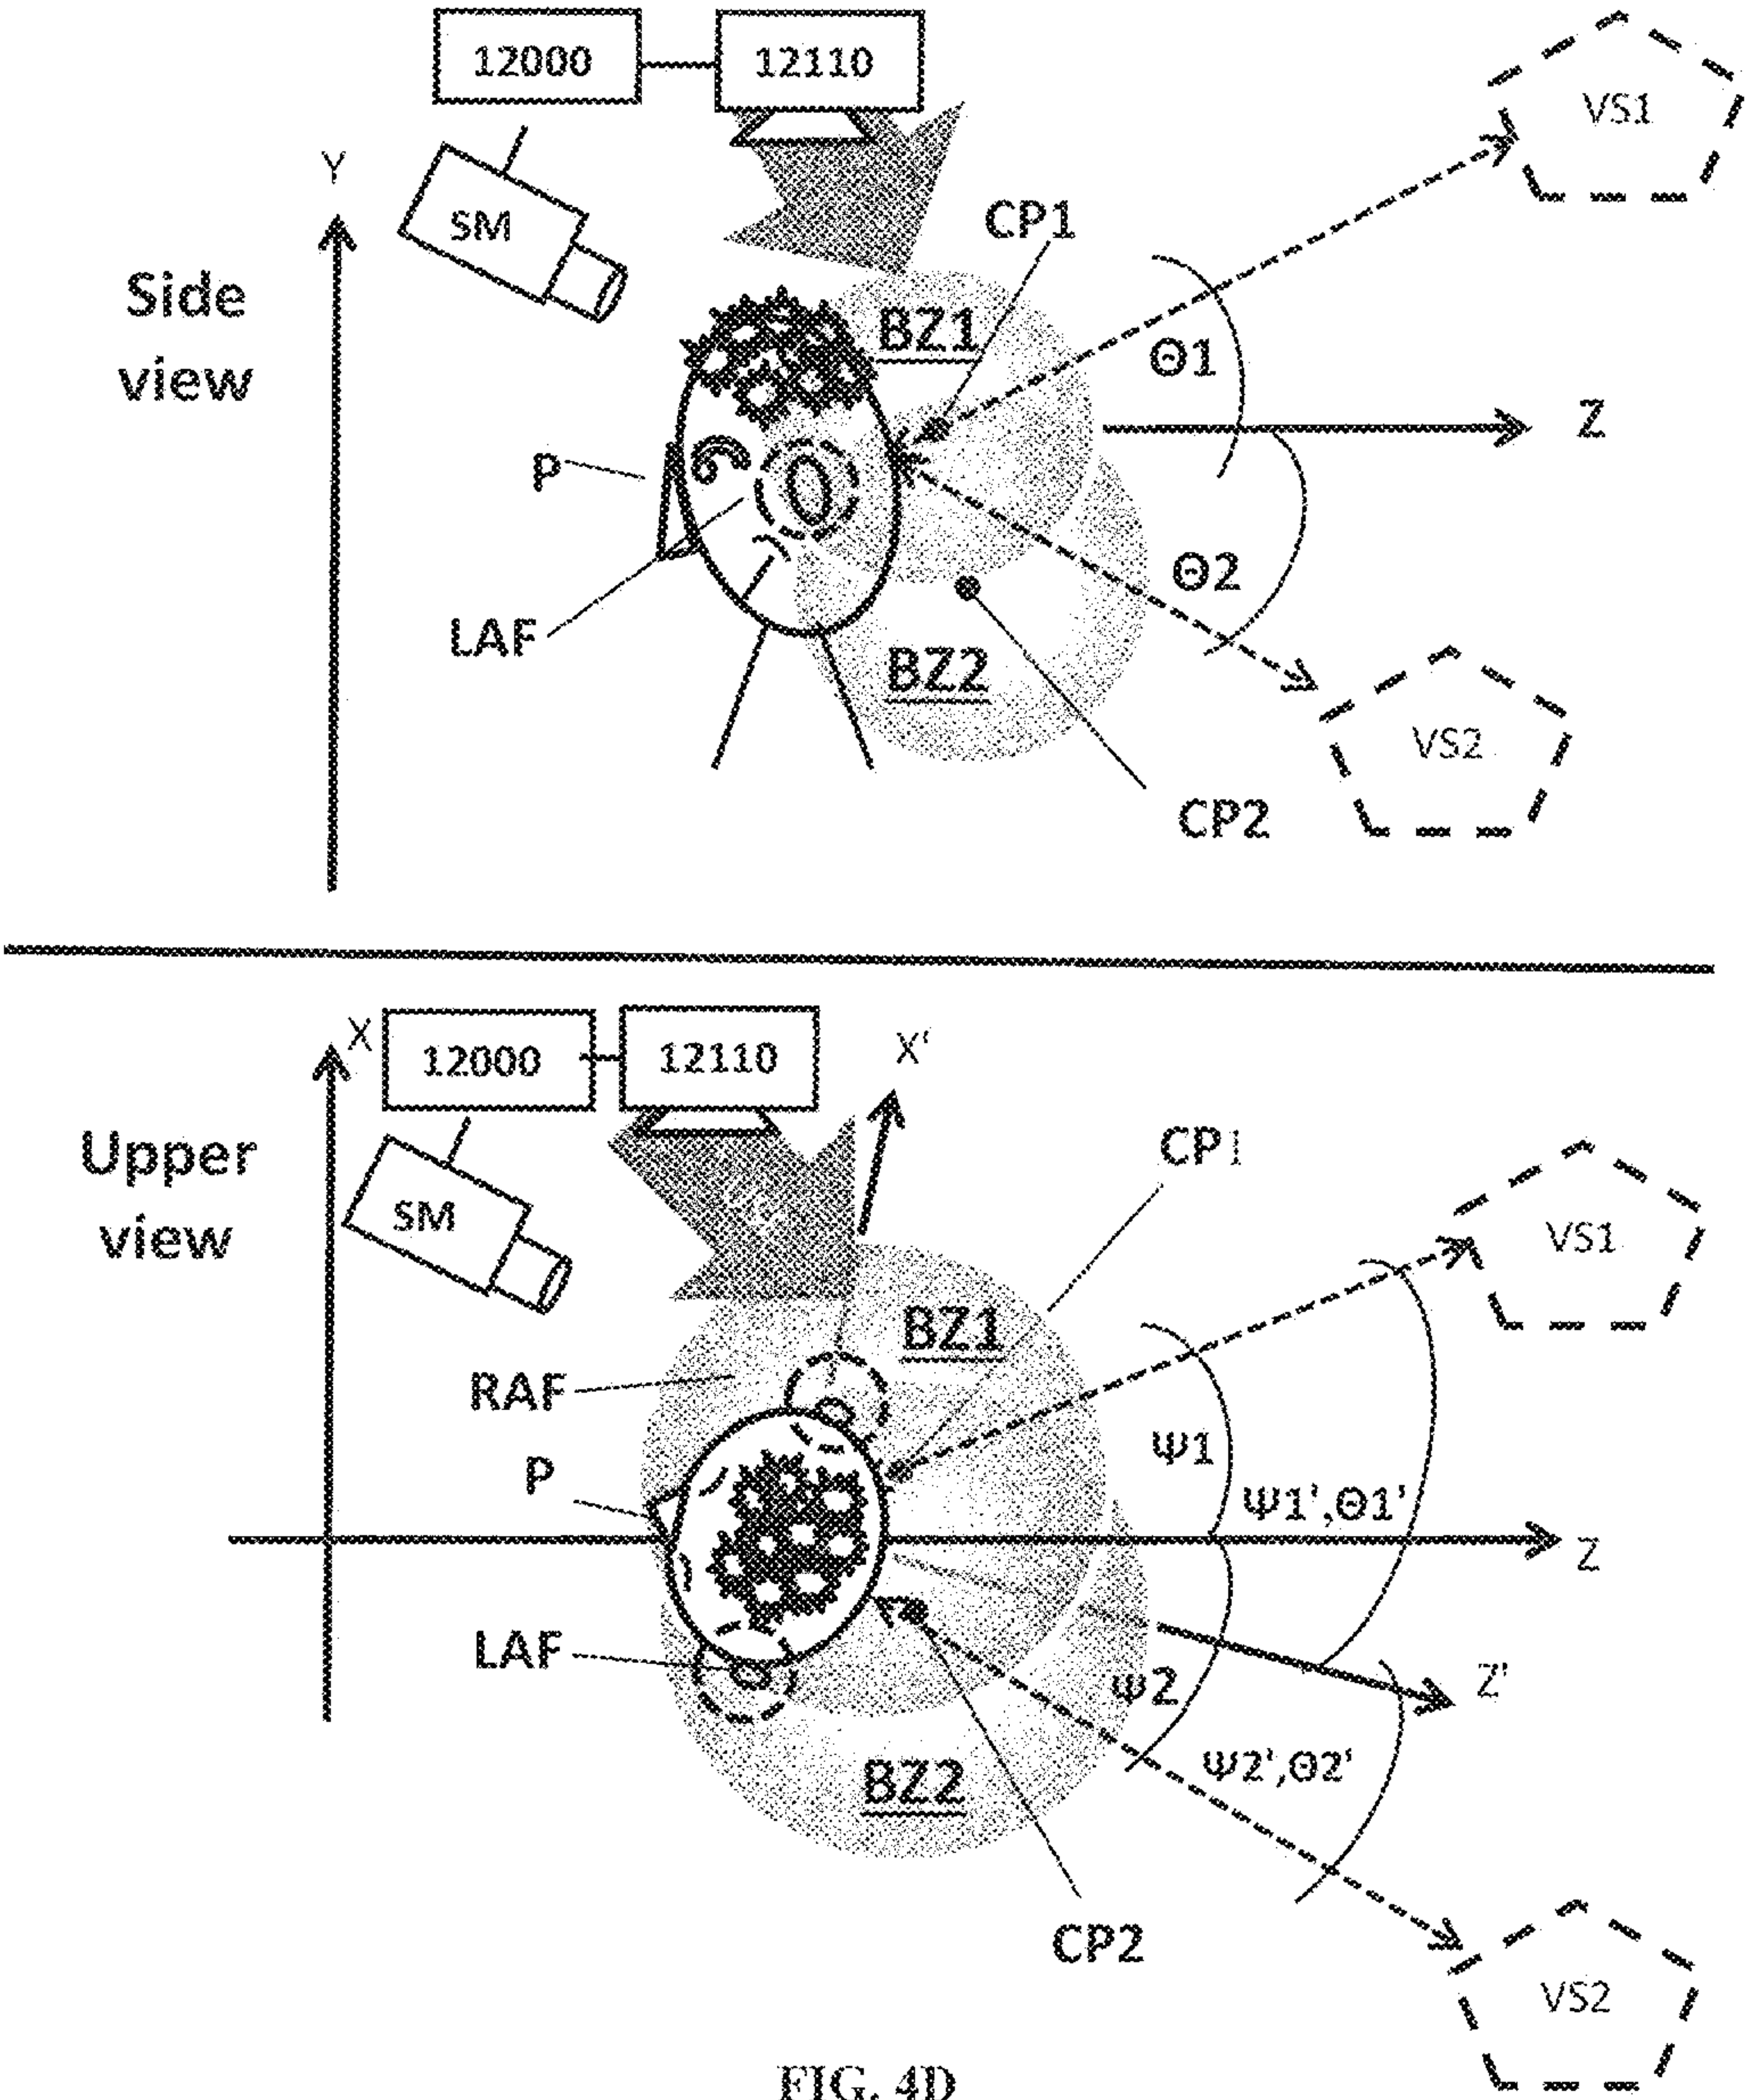 12000
12110
VS1
Y
SM
CP1
Side
view
BZ1
Θ1
Z
P
Θ2
LAF
BZ2
VS2
CP2
X
12000
12110
X'
Upper
view
CP1
SM
VS1
BZ1
RAF
Ψ1
P
Ψ1',Θ1'
Z
LAF
Ψ2
Z'
Ψ2',Θ2'
BZ2
CP2
VS2
FIG. 4D